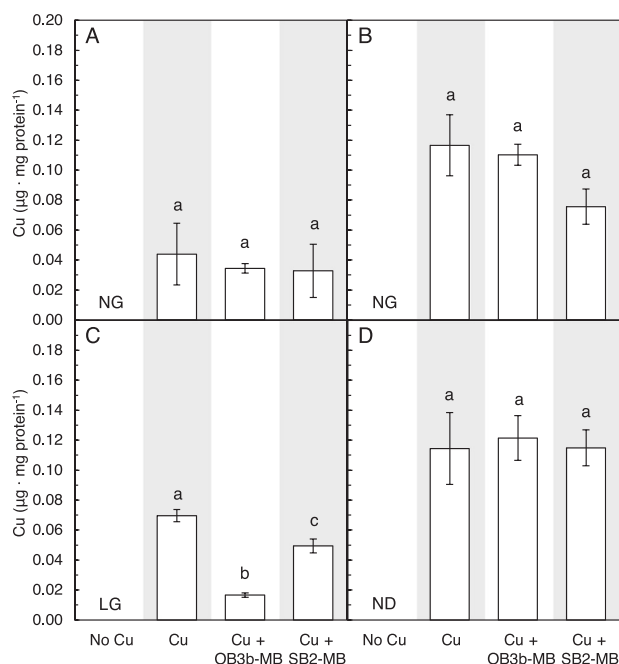 0.20
0.18
0.16
0.14
0.12
0.10
0.08
0.06
0.04
0.02
0.00
Cu (µg · mg protein⁻¹)
A
a
a
a
NG
B
a
a
a
NG
0.18
0.16
0.14
0.12
0.10
0.08
0.06
0.04
0.02
0.00
Cu (µg · mg protein⁻¹)
C
a
b
c
LG
D
a
a
a
ND
No Cu
Cu
Cu +
OB3b-MB
Cu +
SB2-MB
No Cu
Cu
Cu +
OB3b-MB
Cu +
SB2-MB